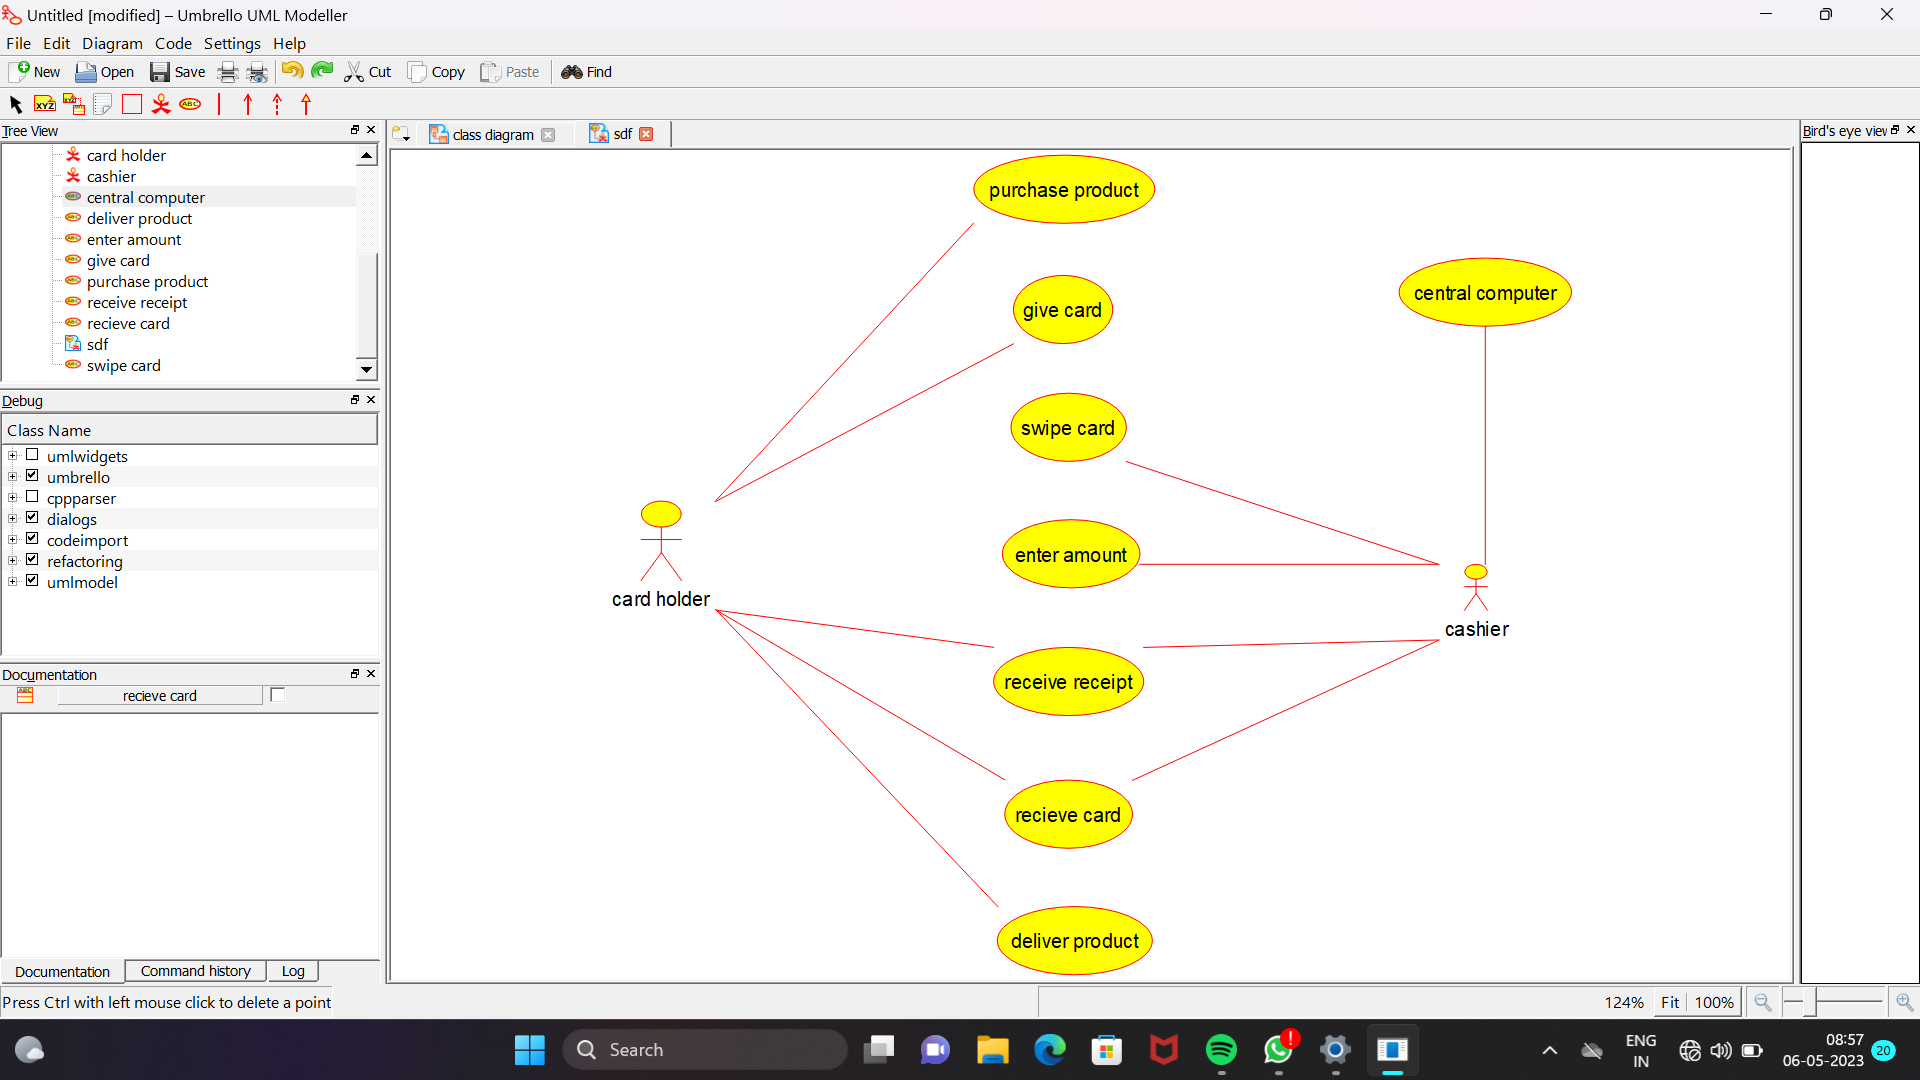 Untitled [modified] – Umbrello UML Modeller
File Edit Diagram Code Settings Help
New Open Save Cut Copy Paste Find
XYZ XYZ ABC
Tree View
card holder
cashier
central computer
deliver product
enter amount
give card
purchase product
receive receipt
recieve card
sdf
swipe card
Debug
Class Name
umlwidgets
umbrello
cppparser
dialogs
codeimport
refactoring
umlmodel
Documentation
recieve card
Documentation Command history Log
Press Ctrl with left mouse click to delete a point
class diagram sdf
purchase product
give card
central computer
swipe card
enter amount
card holder
cashier
receive receipt
recieve card
deliver product
Bird's eye view
124% Fit 100%
Search
ENG
IN
08:57
06-05-2023
20